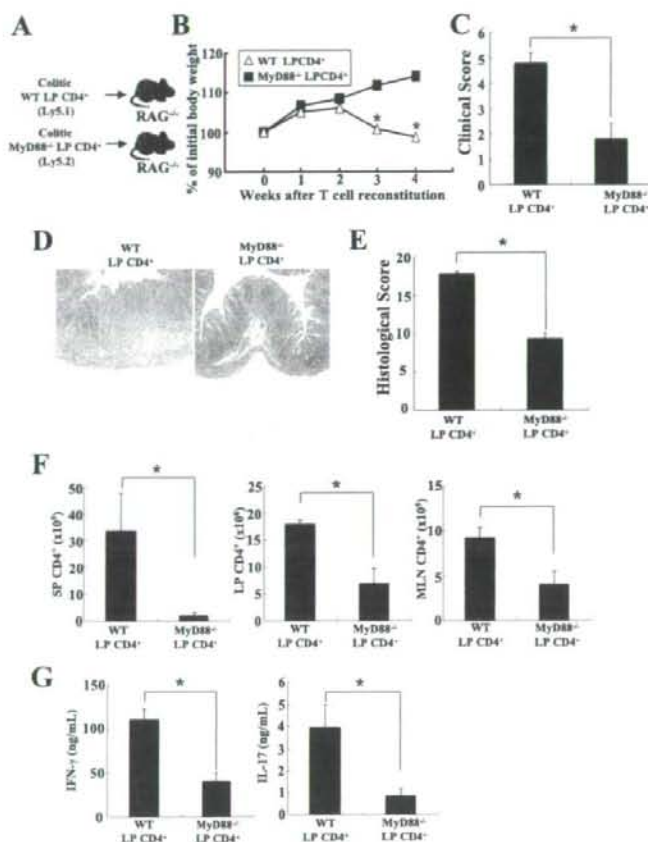 A
Colitic
WT LP CD4⁺
(Ly5.1)
RAG⁻/⁻
Colitic
MyD88⁻/⁻ LP CD4⁺
(Ly5.2)
RAG⁻/⁻
B
% of initial body weight
120
110
100
90
WT LPCD4⁺
MyD88⁻/⁻ LPCD4⁺
* *
0 1 2 3 4
Weeks after T cell reconstitution
C
Clinical Score
6
5
4
3
2
1
0
*
WT MyD88⁻/⁻
LP CD4⁺ LP CD4⁺
D
WT MyD88⁻/⁻
LP CD4⁺ LP CD4⁺
E
Histological Score
20
15
10
5
0
*
WT MyD88⁻/⁻
LP CD4⁺ LP CD4⁺
F
SP CD4⁺
50
40
30
20
10
0
*
WT MyD88⁻/⁻
LP CD4⁺ LP CD4⁺
LP CD4⁺
25
20
15
10
5
0
*
WT MyD88⁻/⁻
LP CD4⁺ LP CD4⁺
MLN CD4⁺
15
10
5
0
*
WT MyD88⁻/⁻
LP CD4⁺ LP CD4⁺
G
IFN-γ (ng/mL)
150
100
50
0
*
WT MyD88⁻/⁻
LP CD4⁺ LP CD4⁺
IL-17 (ng/mL)
6
5
4
3
2
1
0
*
WT MyD88⁻/⁻
LP CD4⁺ LP CD4⁺